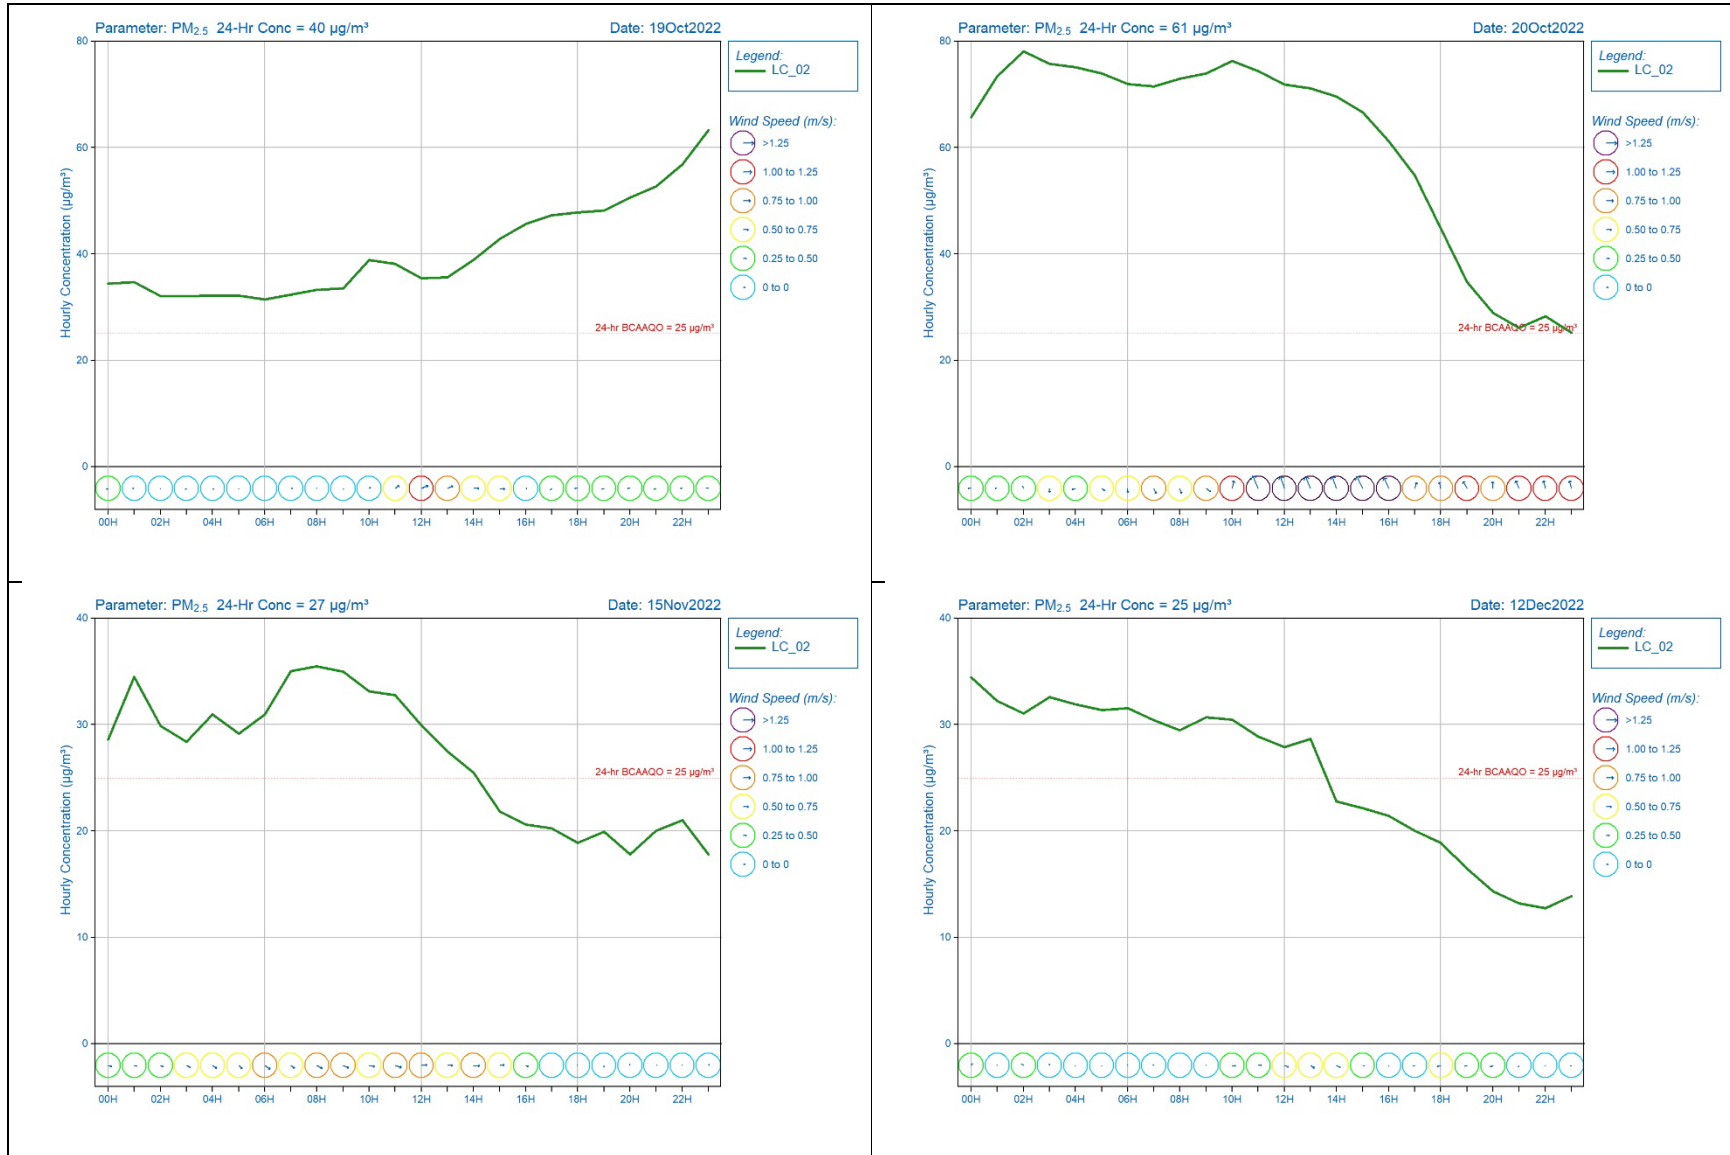 Parameter: PM2.5 24-Hr Conc = 40 µg/m³ Date: 19Oct2022
80
60
40
20
0
Hourly Concentration (µg/m³)
24-hr BCAAQO = 25 µg/m³
00H 02H 04H 06H 08H 10H 12H 14H 16H 18H 20H 22H
Legend:
LC_02
Wind Speed (m/s):
>1.25
1.00 to 1.25
0.75 to 1.00
0.50 to 0.75
0.25 to 0.50
0 to 0
Parameter: PM2.5 24-Hr Conc = 61 µg/m³ Date: 20Oct2022
80
60
40
20
0
Hourly Concentration (µg/m³)
24-hr BCAAQO = 25 µg/m³
00H 02H 04H 06H 08H 10H 12H 14H 16H 18H 20H 22H
Legend:
LC_02
Wind Speed (m/s):
>1.25
1.00 to 1.25
0.75 to 1.00
0.50 to 0.75
0.25 to 0.50
0 to 0
Parameter: PM2.5 24-Hr Conc = 27 µg/m³ Date: 15Nov2022
40
30
20
10
0
Hourly Concentration (µg/m³)
24-hr BCAAQO = 25 µg/m³
00H 02H 04H 06H 08H 10H 12H 14H 16H 18H 20H 22H
Legend:
LC_02
Wind Speed (m/s):
>1.25
1.00 to 1.25
0.75 to 1.00
0.50 to 0.75
0.25 to 0.50
0 to 0
Parameter: PM2.5 24-Hr Conc = 25 µg/m³ Date: 12Dec2022
40
30
20
10
0
Hourly Concentration (µg/m³)
24-hr BCAAQO = 25 µg/m³
00H 02H 04H 06H 08H 10H 12H 14H 16H 18H 20H 22H
Legend:
LC_02
Wind Speed (m/s):
>1.25
1.00 to 1.25
0.75 to 1.00
0.50 to 0.75
0.25 to 0.50
0 to 0